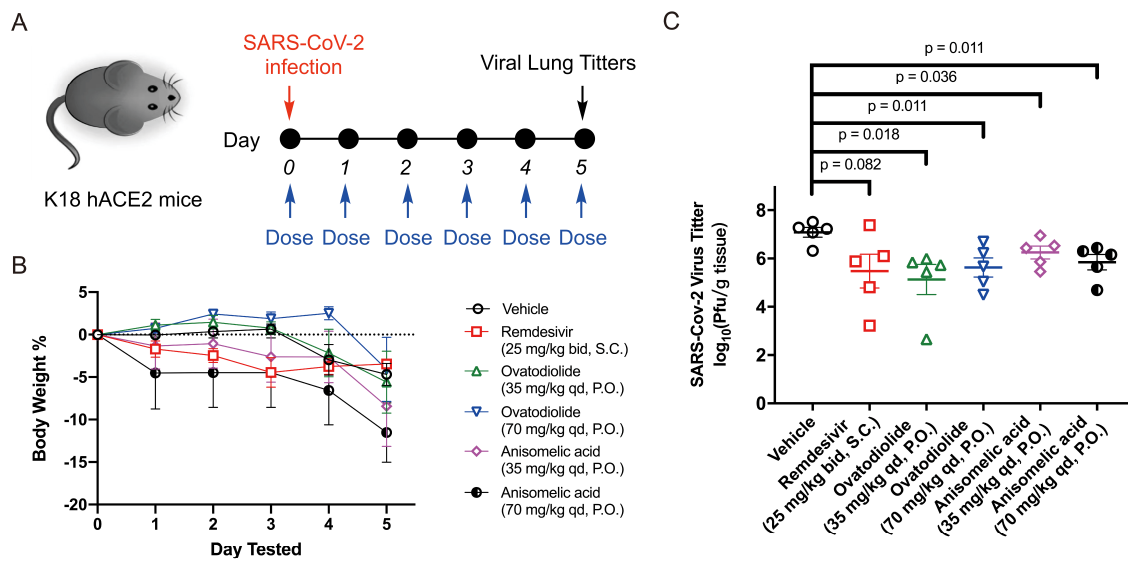 A
SARS-CoV-2
infection
Viral Lung Titters
Day
0 1 2 3 4 5
Dose Dose Dose Dose Dose Dose
K18 hACE2 mice
B
Body Weight %
5
0
-5
-10
-15
-20
0 1 2 3 4 5
Day Tested
Vehicle
Remdesivir
(25 mg/kg bid, S.C.)
Ovatodiolide
(35 mg/kg qd, P.O.)
Ovatodiolide
(70 mg/kg qd, P.O.)
Anisomelic acid
(35 mg/kg qd, P.O.)
Anisomelic acid
(70 mg/kg qd, P.O.)
C
p = 0.011
p = 0.036
p = 0.011
p = 0.018
p = 0.082
SARS-Cov-2 Virus Titter
log10(Pfu/g tissue)
8
6
4
2
0
Vehicle
Remdesivir
(25 mg/kg bid, S.C.)
Ovatodiolide
(35 mg/kg qd, P.O.)
Ovatodiolide
(70 mg/kg qd, P.O.)
Anisomelic acid
(35 mg/kg qd, P.O.)
Anisomelic acid
(70 mg/kg qd, P.O.)